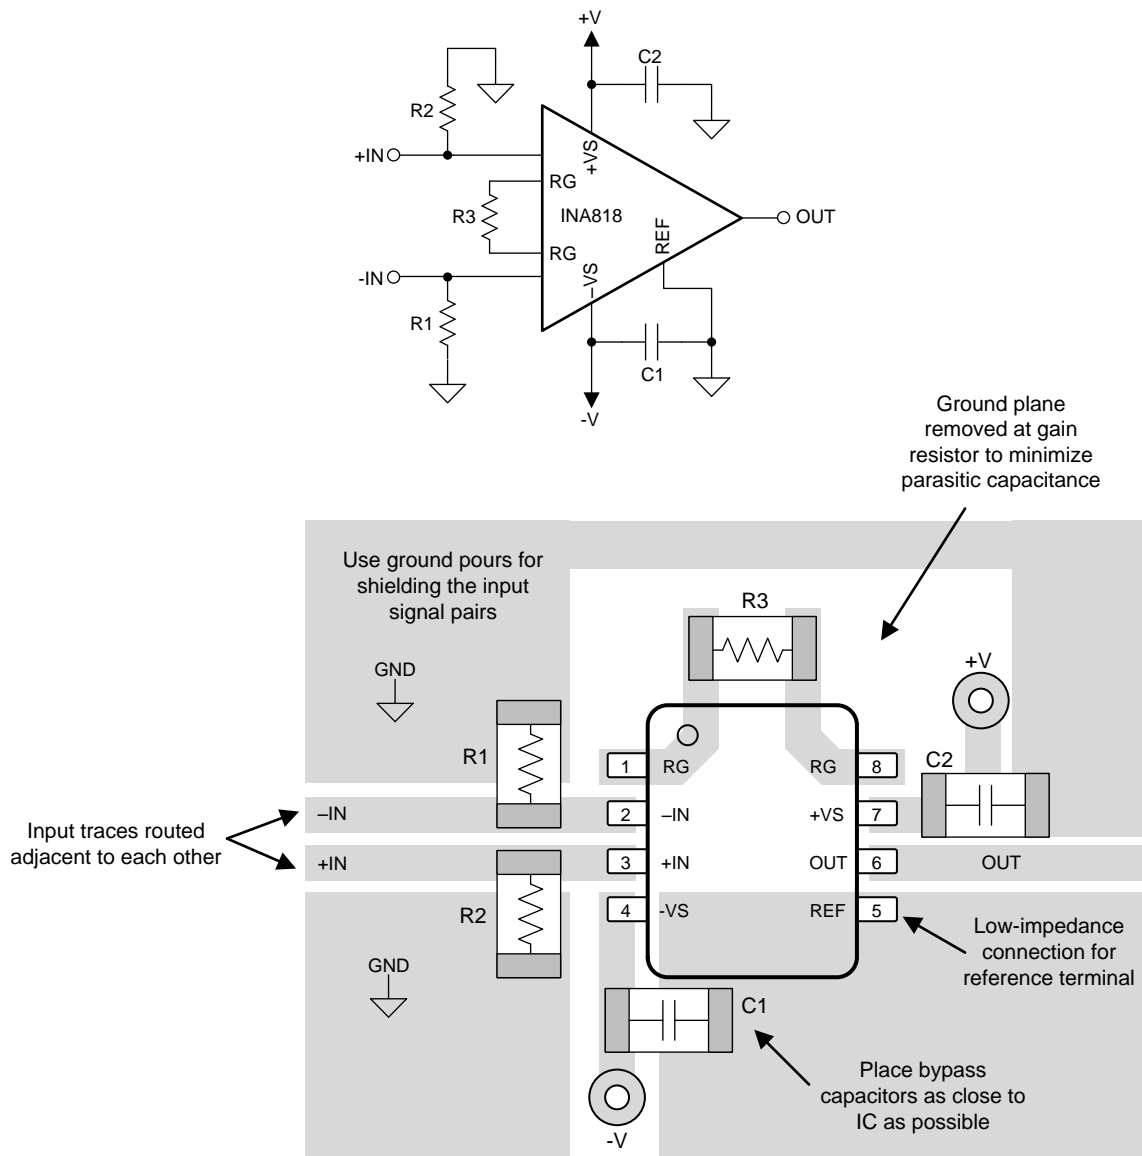 +V
C2
R2
+IN
+VS
RG
R3
INA818
OUT
REF
RG
–VS
-IN
R1
C1
-V
Ground plane
removed at gain
resistor to minimize
parasitic capacitance
Use ground pours for
shielding the input
signal pairs
R3
GND
+V
R1
C2
1
RG
RG
8
Input traces routed
adjacent to each other
–IN
2
–IN
+VS
7
+IN
3
+IN
OUT
6
OUT
R2
4
-VS
REF
5
Low-impedance
connection for
reference terminal
GND
C1
Place bypass
capacitors as close to
IC as possible
-V